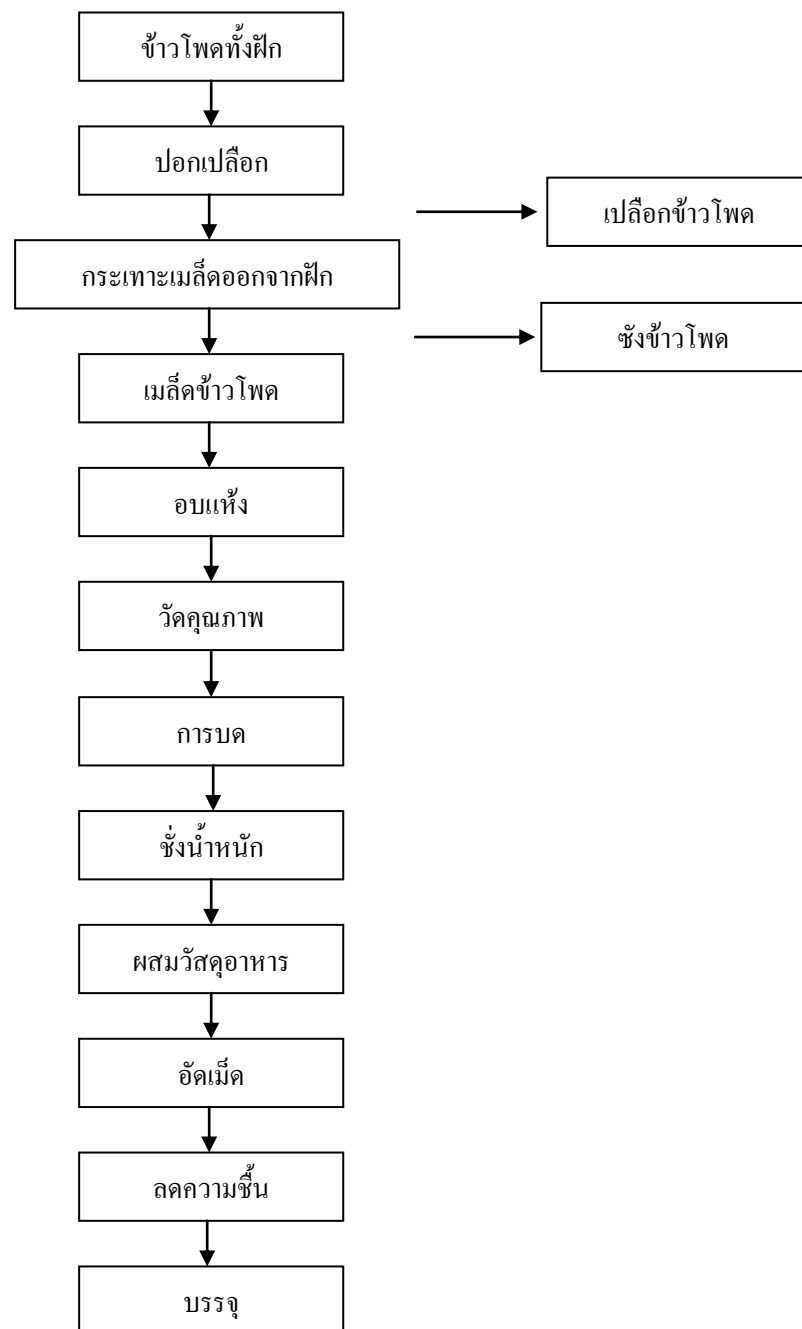 ข้าวโพดทั้งฝัก
ปอกเปลือก
เปลือกข้าวโพด
กระเทาะเมล็ดออกจากฝัก
ซังข้าวโพด
เมล็ดข้าวโพด
อบแห้ง
วัดคุณภาพ
การบด
ชั่งน้ำหนัก
ผสมวัสดุอาหาร
อัดเม็ด
ลดความชื้น
บรรจุ